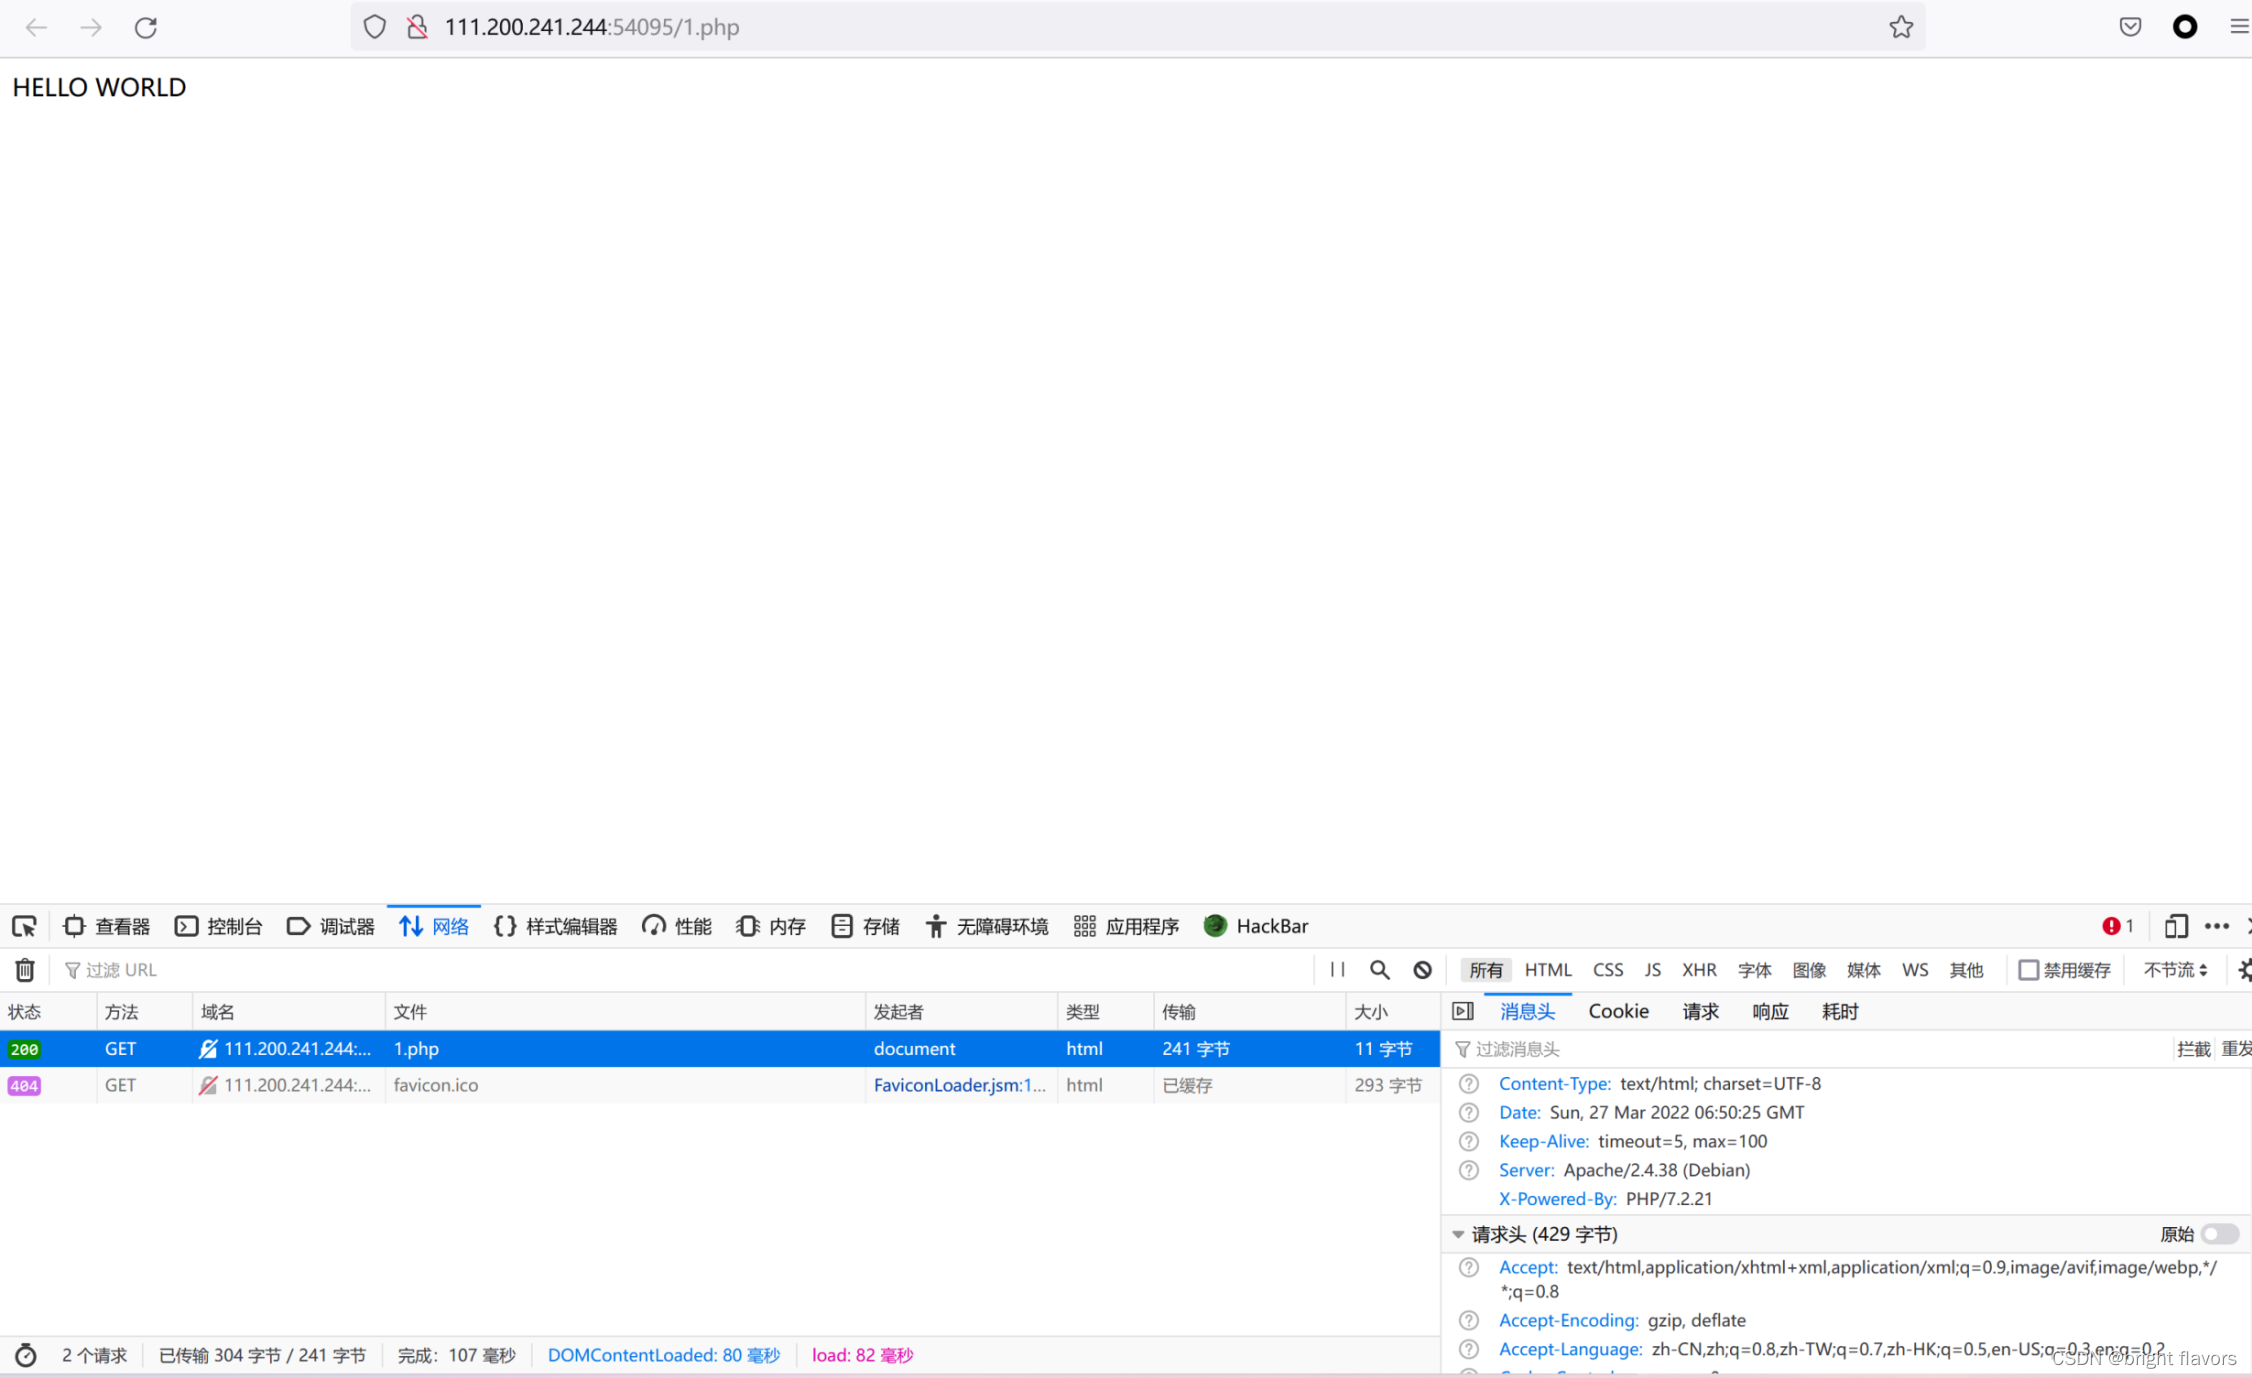 111.200.241.244:54095/1.php
HELLO WORLD
查看器 控制台 调试器 网络 样式编辑器 性能 内存 存储 无障碍环境 应用程序 HackBar 1
过滤 URL 所有 HTML CSS JS XHR 字体 图像 媒体 WS 其他 禁用缓存 不节流
状态 方法 域名 文件 发起者 类型 传输 大小 消息头 Cookie 请求 响应 耗时
200 GET 111.200.241.244:... 1.php document html 241 字节 11 字节
404 GET 111.200.241.244:... favicon.ico FaviconLoader.jsm:1... html 已缓存 293 字节
过滤消息头 拦截 重发
Content-Type: text/html; charset=UTF-8
Date: Sun, 27 Mar 2022 06:50:25 GMT
Keep-Alive: timeout=5, max=100
Server: Apache/2.4.38 (Debian)
X-Powered-By: PHP/7.2.21
请求头 (429 字节) 原始
Accept: text/html,application/xhtml+xml,application/xml;q=0.9,image/avif,image/webp,*/
*;q=0.8
Accept-Encoding: gzip, deflate
Accept-Language: zh-CN,zh;q=0.8,zh-TW;q=0.7,zh-HK;q=0.5,en-US;q=0.3,en;q=0.2
2 个请求 已传输 304 字节 / 241 字节 完成: 107 毫秒 DOMContentLoaded: 80 毫秒 load: 82 毫秒
CSDN @bright flavors